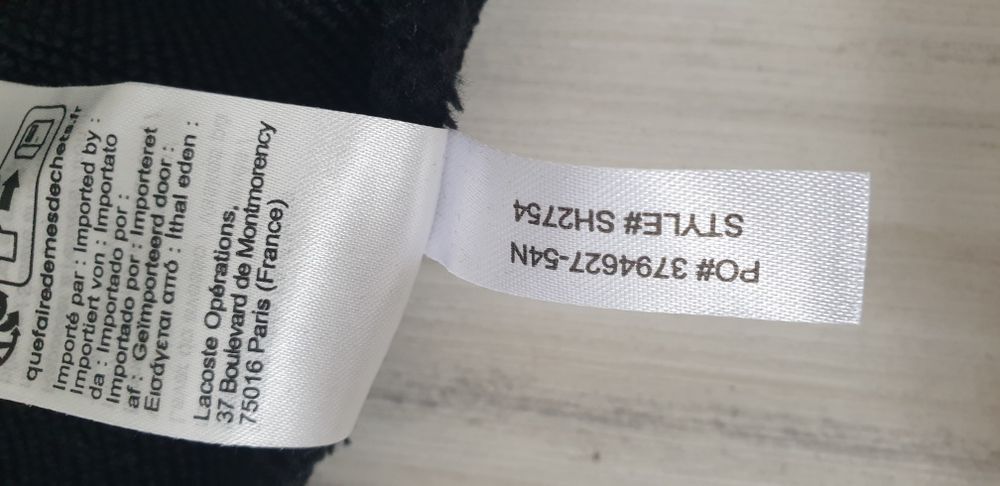 quefairedemesdechets.fr
Importé par : Imported by :
Importiert von : Importato
da : Importado por :
Importado por : Importeret
af : Geïmporteerd door :
Εισάγεται από : Ithal eden :
Lacoste Opérations,
37 Boulevard de Montmorency
75016 Paris (France)
PO# 3794627-54N
STYLE# SH2754